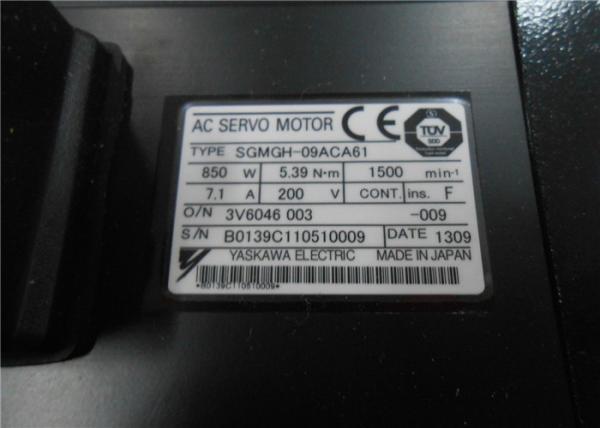 AC SERVO MOTOR CE TÜV
TYPE SGMGH-09ACA61
850 W 5.39 N·m 1500 min-1
7.1 A 200 V CONT. ins. F
O/N 3V6046 003 -009
S/N B0139C110510009 DATE 1309
YASKAWA ELECTRIC MADE IN JAPAN
*B0139C110510009*